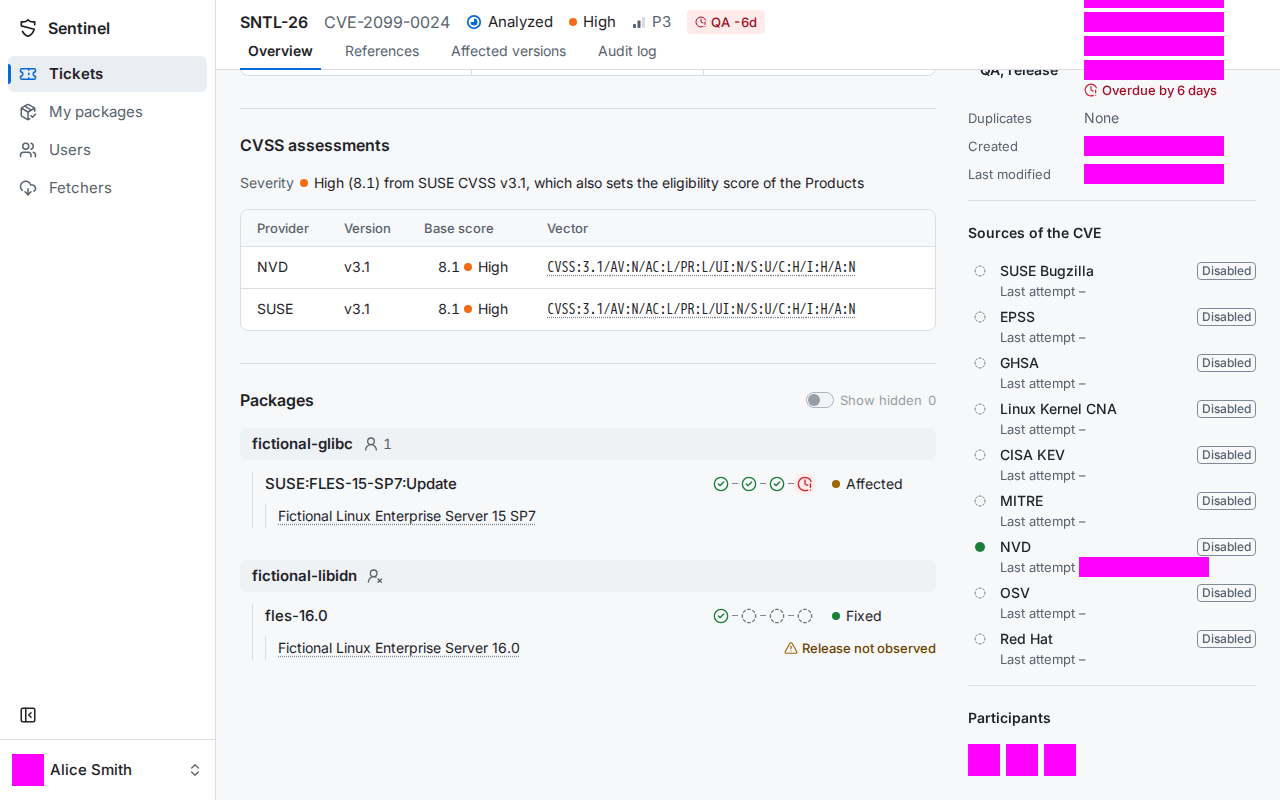 Sentinel
Tickets
My packages
Users
Fetchers
Alice Smith
SNTL-26 CVE-2099-0024 Analyzed High P3 QA -6d
Overview References Affected versions Audit log
CVSS assessments
Severity High (8.1) from SUSE CVSS v3.1, which also sets the eligibility score of the Products
Provider Version Base score Vector
NVD v3.1 8.1 High CVSS:3.1/AV:N/AC:L/PR:L/UI:N/S:U/C:H/I:H/A:N
SUSE v3.1 8.1 High CVSS:3.1/AV:N/AC:L/PR:L/UI:N/S:U/C:H/I:H/A:N
Packages Show hidden 0
fictional-glibc 1
SUSE:FLES-15-SP7:Update Affected
Fictional Linux Enterprise Server 15 SP7
fictional-libidn
fles-16.0 Fixed
Fictional Linux Enterprise Server 16.0 Release not observed
QA, release
Overdue by 6 days
Duplicates None
Created
Last modified
Sources of the CVE
SUSE Bugzilla Disabled
Last attempt –
EPSS Disabled
Last attempt –
GHSA Disabled
Last attempt –
Linux Kernel CNA Disabled
Last attempt –
CISA KEV Disabled
Last attempt –
MITRE Disabled
Last attempt –
NVD Disabled
Last attempt
OSV Disabled
Last attempt –
Red Hat Disabled
Last attempt –
Participants